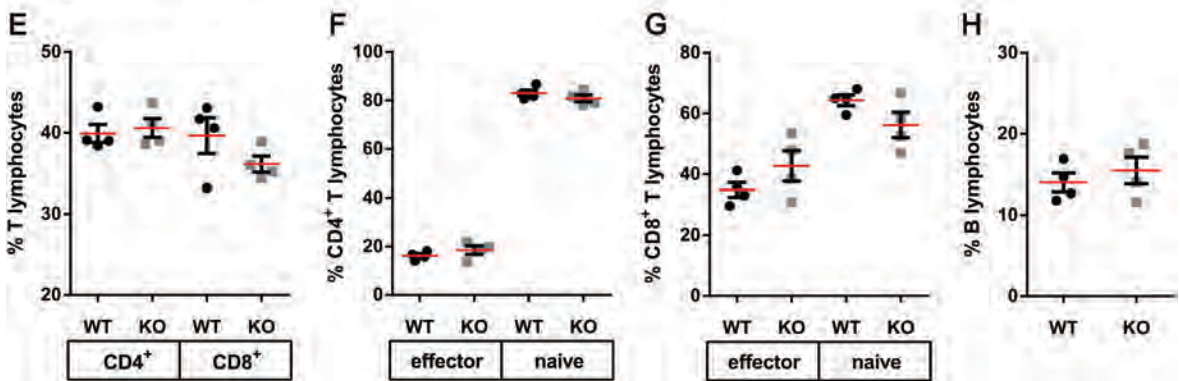 E F G H
50 100 80 30
40 80 60 20
30 60 40 10
20 40 20 0
20 0
0
% T lymphocytes
% CD4+ T lymphocytes
% CD8+ T lymphocytes
% B lymphocytes
WT KO WT KO WT KO WT KO WT KO WT KO WT KO
CD4+ CD8+ effector naive effector naive